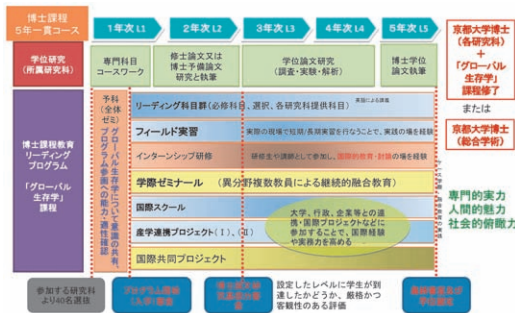 博士課程
5年一貫コース
1年次 L1
2年次 L2
3年次 L3
4年次 L4
5年次 L5
学位研究
(所属研究科)
専門科目
コースワーク
修士論文又は
博士予備論文
研究と執筆
学位論文研究
(調査・実験・解析)
博士学位
論文執筆
京都大学博士
(各研究科)
+
「グローバル
生存学」
課程修了
または
京都大学博士
(総合学術)
博士課程教育
リーディング
プログラム
「グローバル
生存学」
課程
予科(全体ゼミ)
グローバル生存学について意識の共有、
プログラム参画への能力・適性確認
リーディング科目群(必修科目、選択、各研究科提供科目)
フィールド実習
実際の現場で短期/長期実習を行なうことで、実践の場を経験
インターンシップ研修
研修生や講師として参加し、国際的教育・討論の場を経験
学際ゼミナール(異分野複数教員による継続的融合教育)
国際スクール
産学連携プロジェクト(Ⅰ)、(Ⅱ)
国際共同プロジェクト
大学、行政、企業等との連
携・国際プロジェクトなどに
参加することで、国際経験
や実務力を高める
専門的実力
人間的魅力
社会的俯瞰力
参加する研究科
より40名選抜
設定したレベルに学生が到
達したかどうか、厳格かつ
客観性のある評価